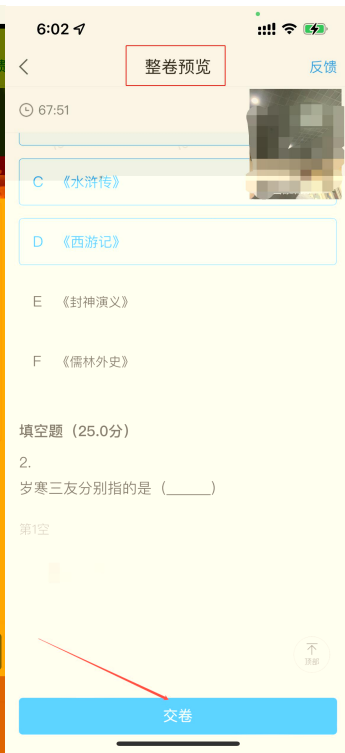 6:02
整卷预览
反馈
67:51
C 《水浒传》
D 《西游记》
E 《封神演义》
F 《儒林外史》
填空题（25.0分）
2.
岁寒三友分别指的是（______）
第1空
顶部
交卷